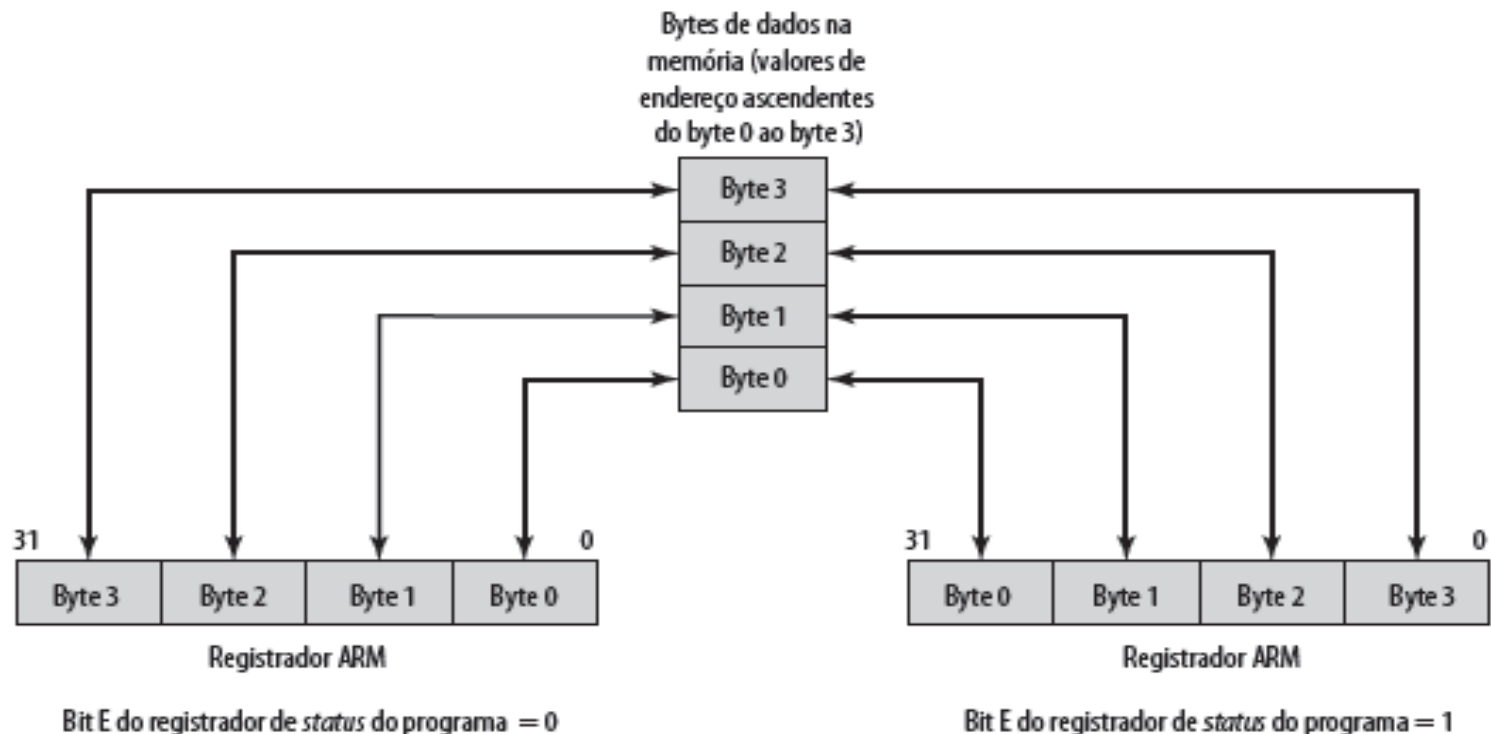 Bytes de dados na
memória (valores de
endereço ascendentes
do byte 0 ao byte 3)
Byte 3
Byte 2
Byte 1
Byte 0
31
0
Byte 3
Byte 2
Byte 1
Byte 0
Registrador ARM
Bit E do registrador de status do programa = 0
31
0
Byte 0
Byte 1
Byte 2
Byte 3
Registrador ARM
Bit E do registrador de status do programa = 1